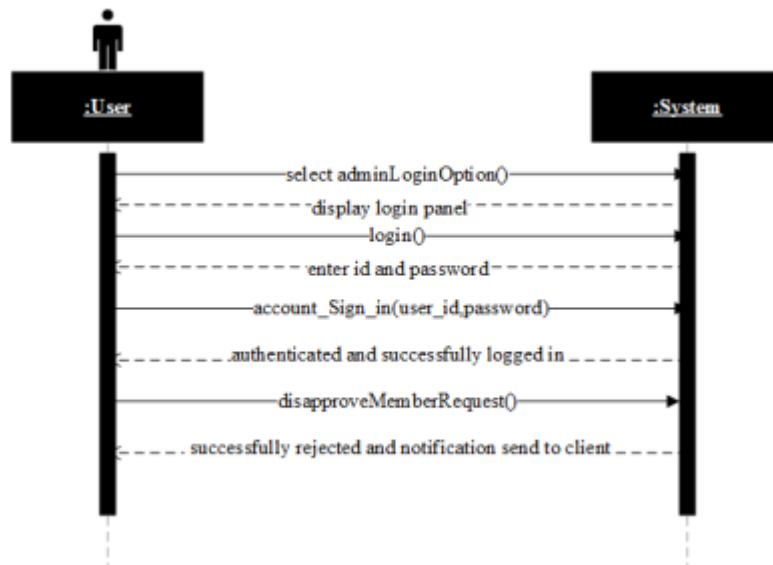 :User
:System
select adminLoginOption()
display login panel
login()
enter id and password
account_Sign_in(user_id,password)
authenticated and successfully logged in
disapproveMemberRequest()
successfully rejected and notification send to client